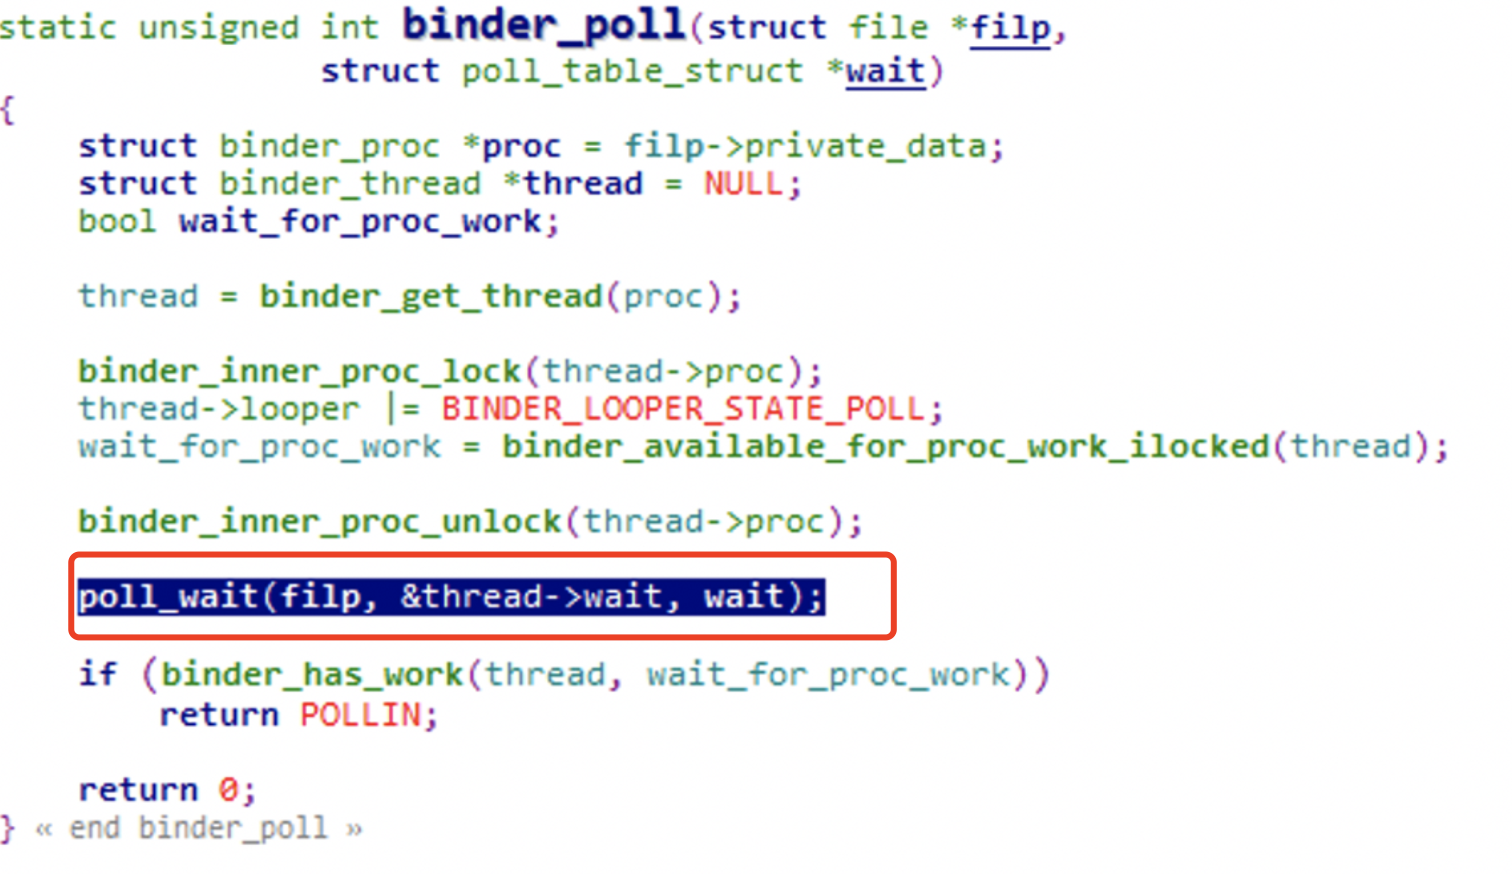 static unsigned int binder_poll(struct file *filp,
struct poll_table_struct *wait)
{
struct binder_proc *proc = filp->private_data;
struct binder_thread *thread = NULL;
bool wait_for_proc_work;
thread = binder_get_thread(proc);
binder_inner_proc_lock(thread->proc);
thread->looper |= BINDER_LOOPER_STATE_POLL;
wait_for_proc_work = binder_available_for_proc_work_ilocked(thread);
binder_inner_proc_unlock(thread->proc);
poll_wait(filp, &thread->wait, wait);
if (binder_has_work(thread, wait_for_proc_work))
return POLLIN;
return 0;
} « end binder_poll »